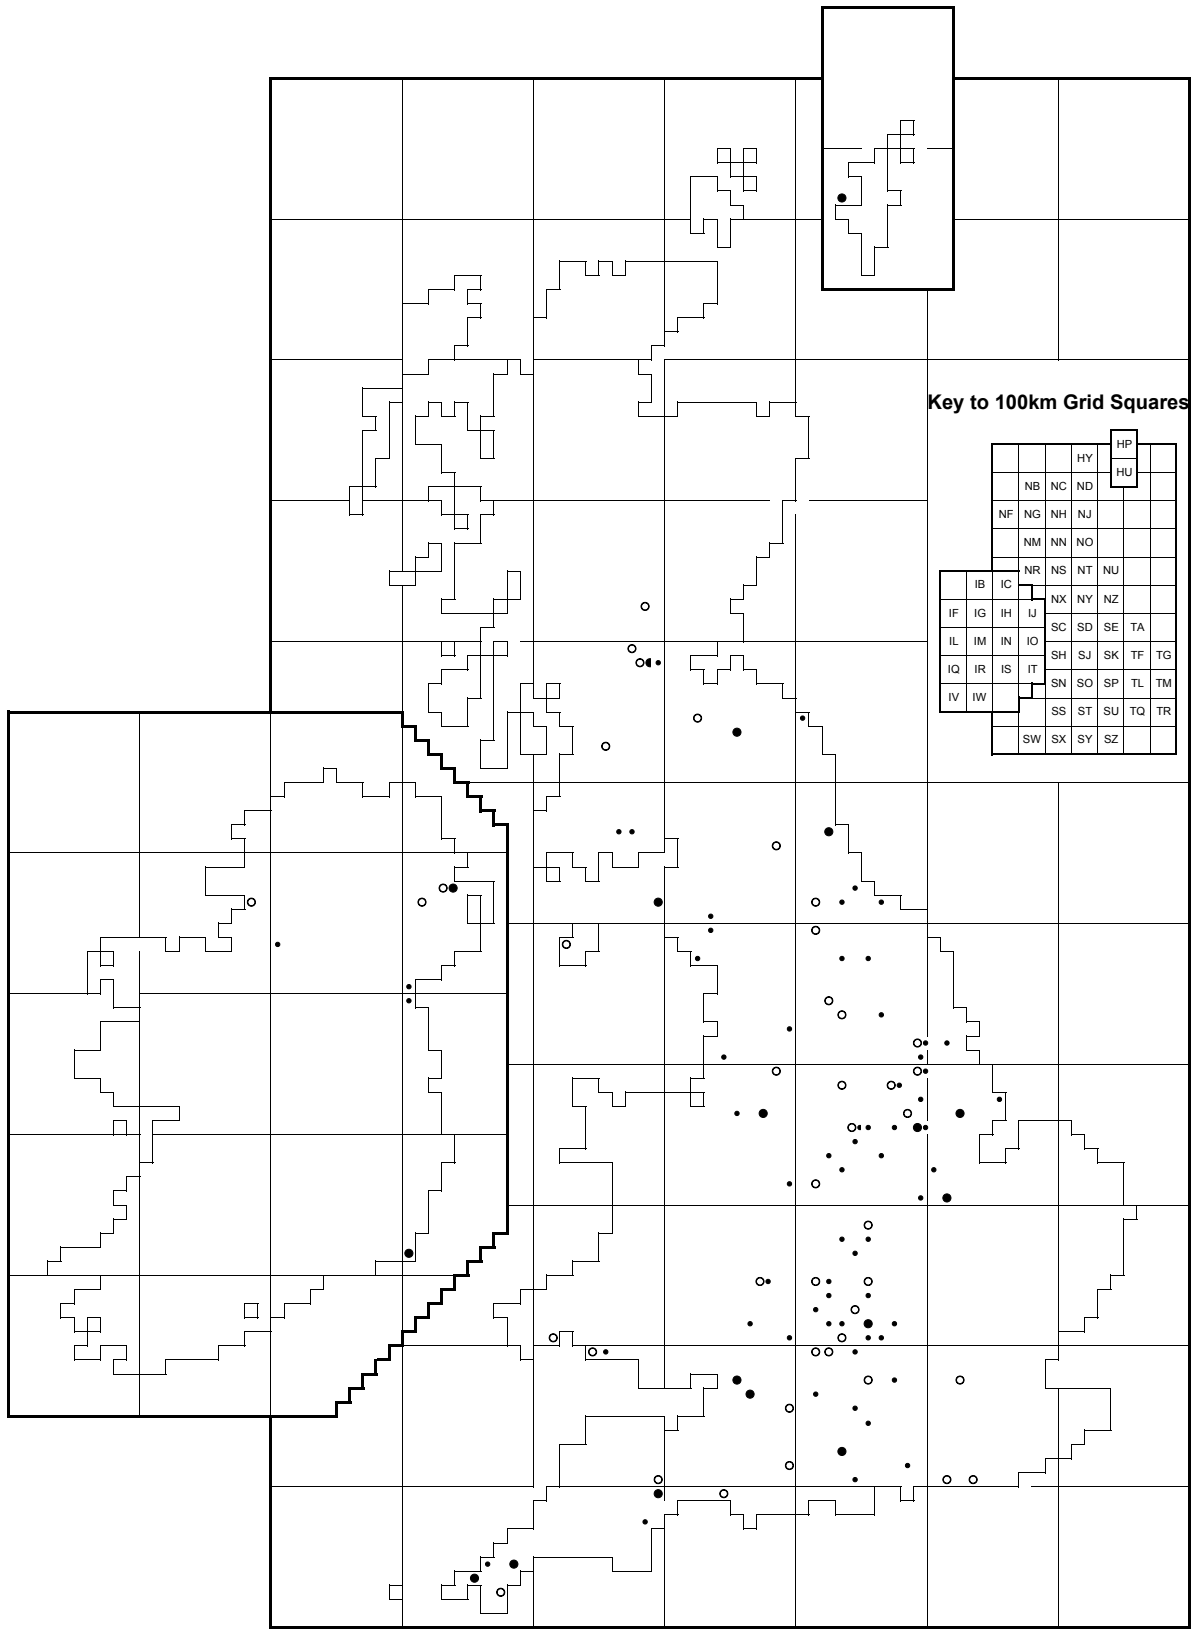 Key to 100km Grid Squares
HP
HY
HU
NB NC ND
NF NG NH NJ
NM NN NO
NR NS NT NU
IB IC
NX NY NZ
IF IG IH IJ
SC SD SE TA
IL IM IN IO
SH SJ SK TF TG
IQ IR IS IT
SN SO SP TL TM
IV IW
SS ST SU TQ TR
SW SX SY SZ